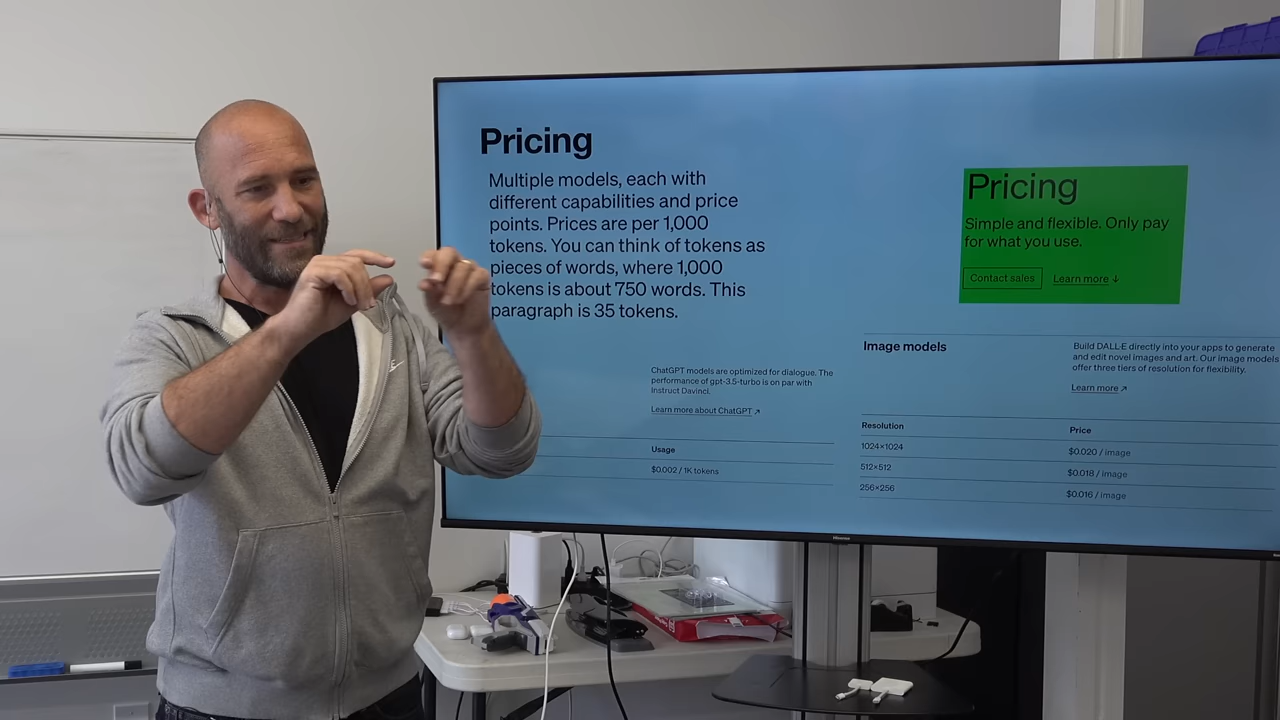 Pricing
Multiple models, each with
different capabilities and price
points. Prices are per 1,000
tokens. You can think of tokens as
pieces of words, where 1,000
tokens is about 750 words. This
paragraph is 35 tokens.
ChatGPT models are optimized for dialogue. The
performance of gpt-3.5-turbo is on par with
Instruct Davinci.
Learn more about ChatGPT ↗
Usage
$0.002 / 1K tokens
Pricing
Simple and flexible. Only pay
for what you use.
Contact sales
Learn more ↓
Image models
Build DALL·E directly into your apps to generate
and edit novel images and art. Our image models
offer three tiers of resolution for flexibility.
Learn more ↗
Resolution Price
1024×1024 $0.020 / image
512×512 $0.018 / image
256×256 $0.016 / image
Hisense